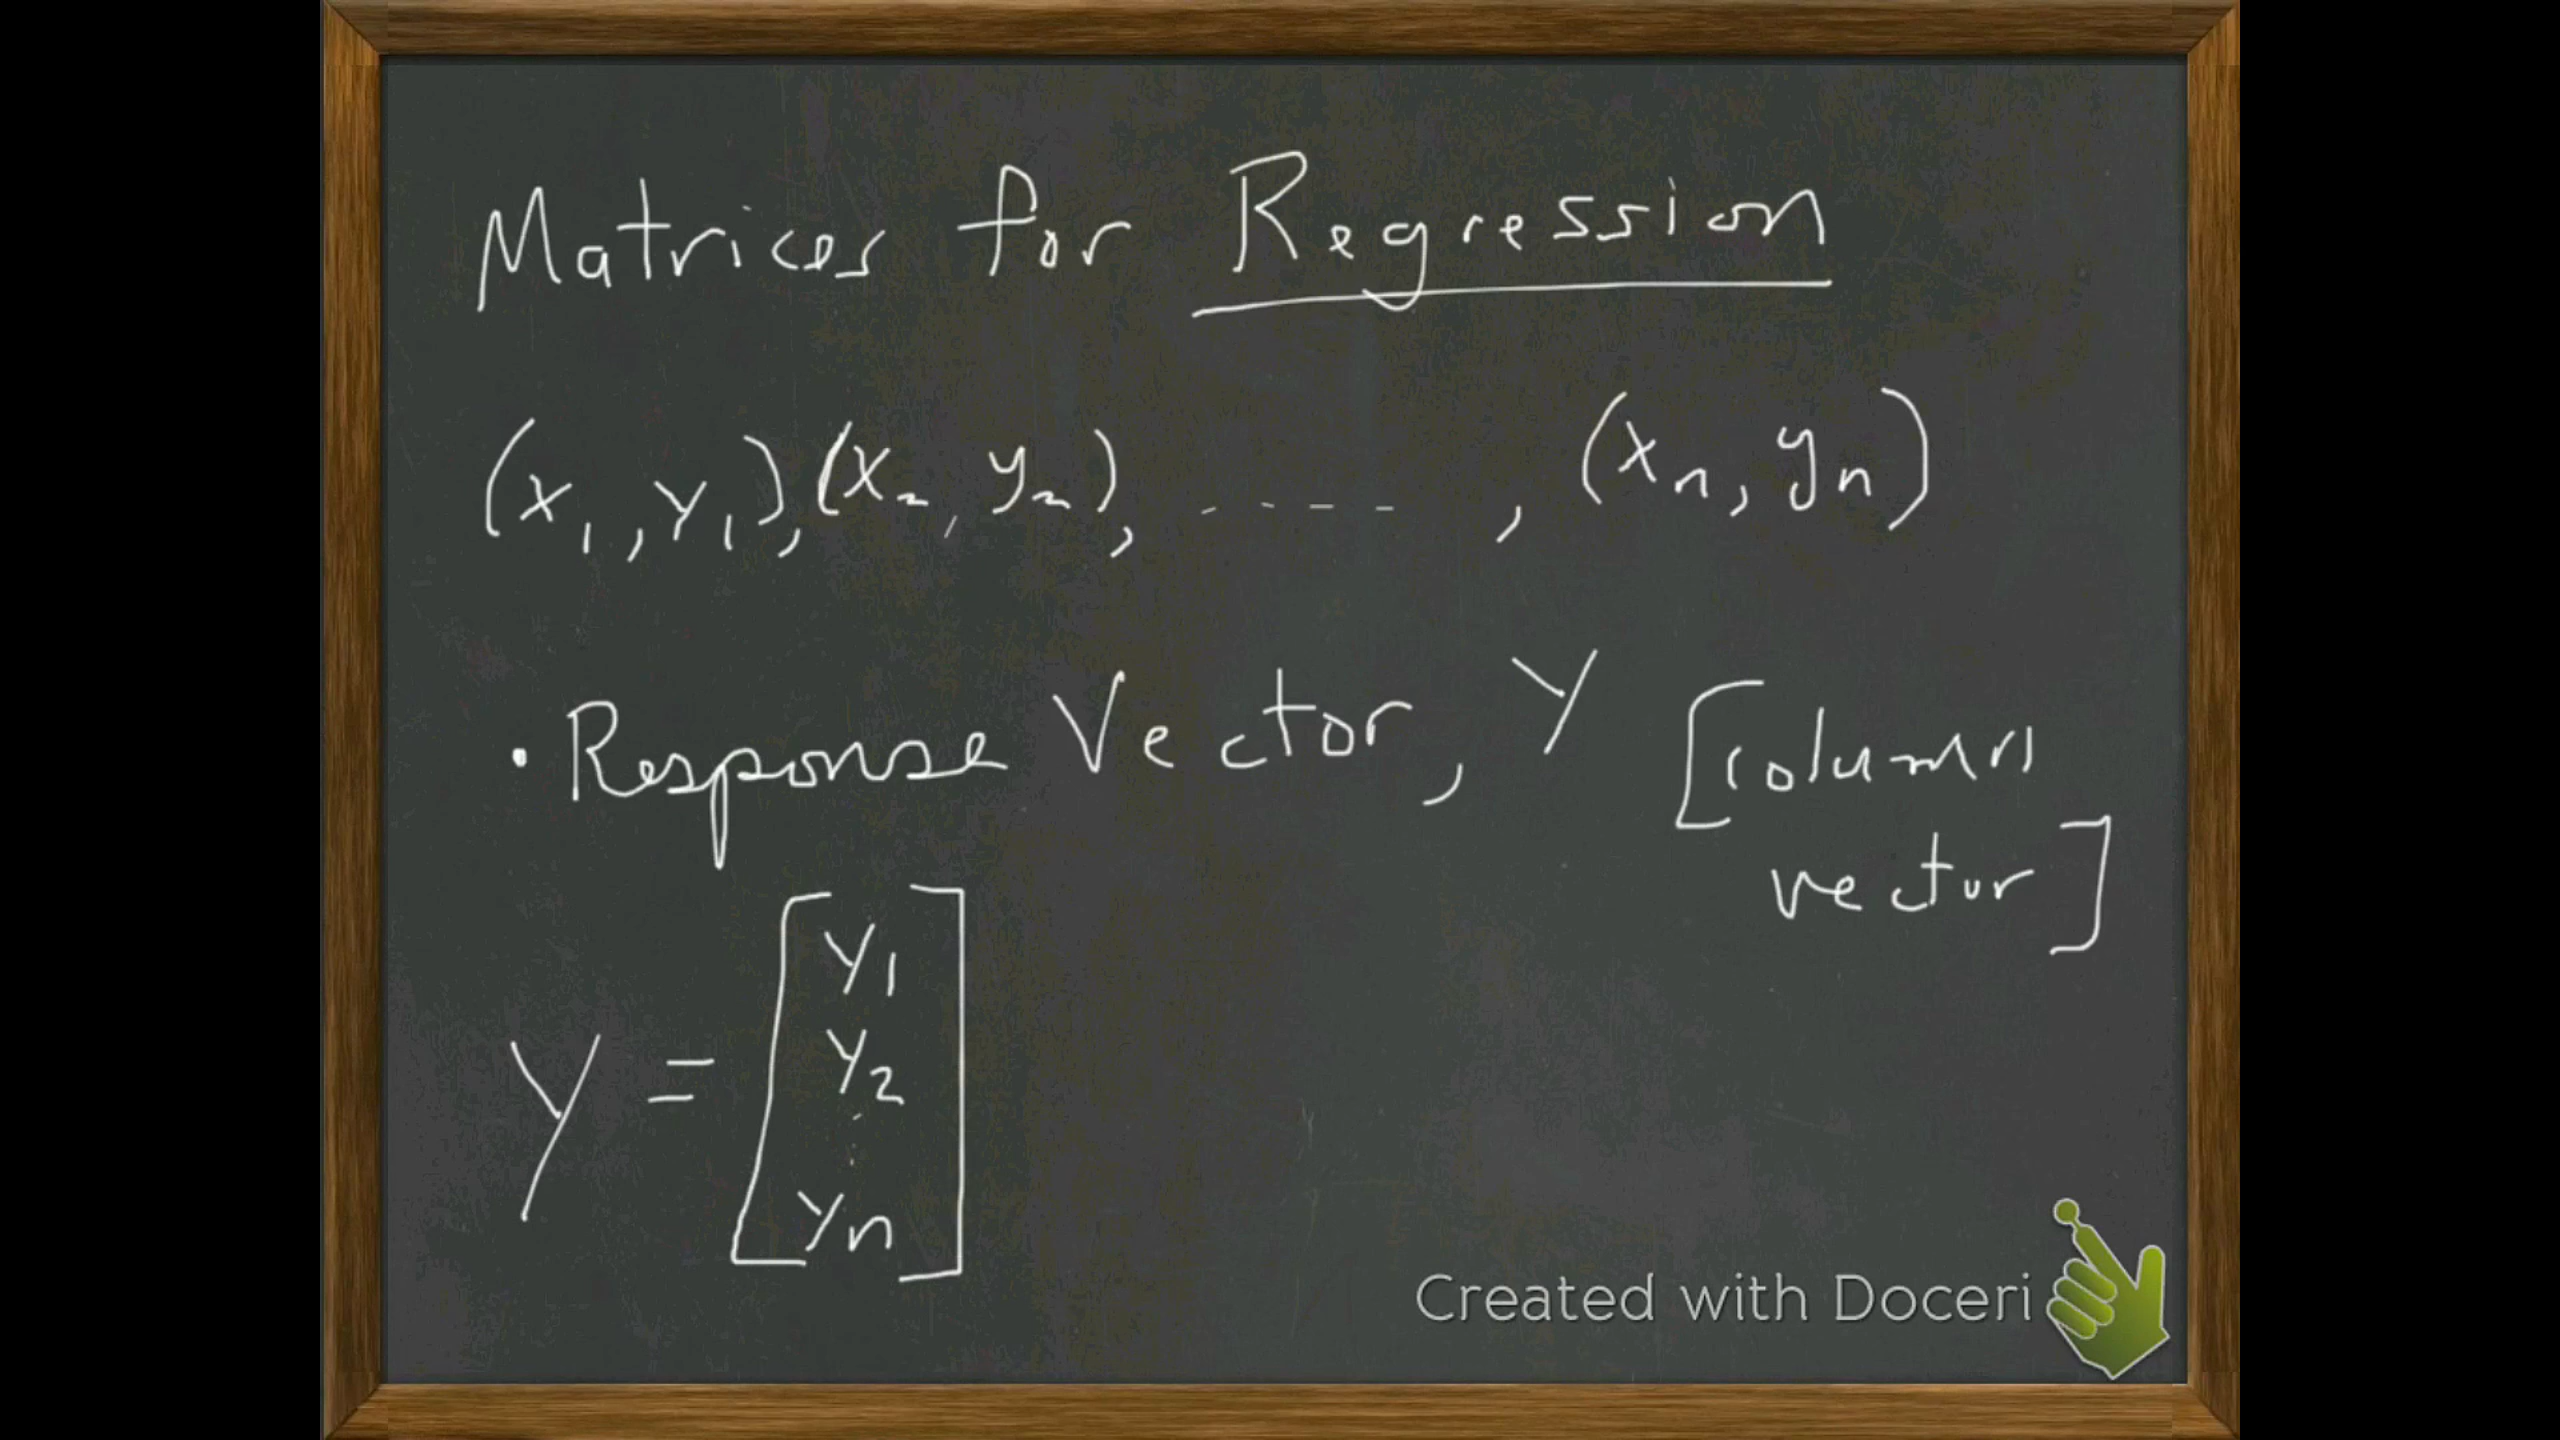 Matrices for Regression
(x₁, y₁), (x₂, y₂), - - - - , (xₙ, yₙ)
• Response Vector, Y [column
vector]
Y = [y₁
y₂
⋮
yₙ]
Created with Doceri